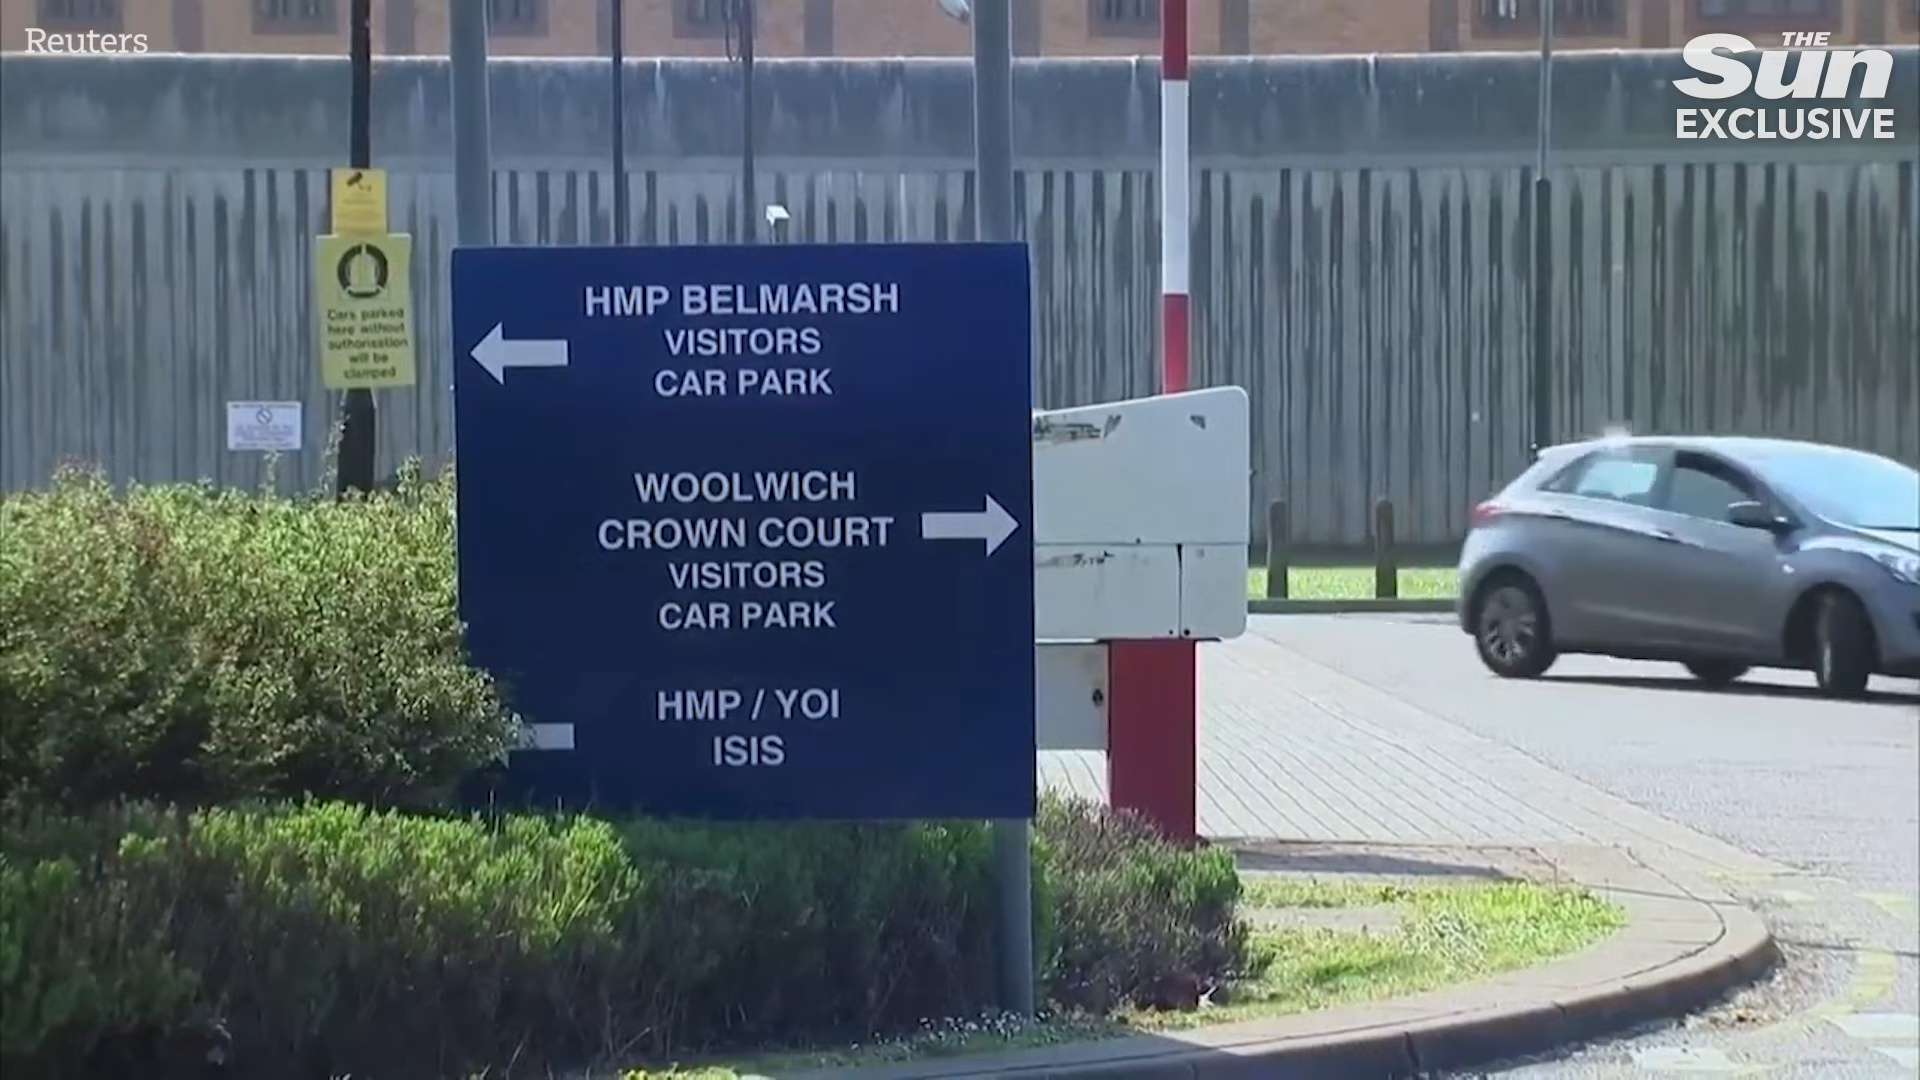 Reuters
THE
Sun
EXCLUSIVE
Cars parked
here without
authorisation
will be
clamped
HMP BELMARSH
VISITORS
CAR PARK
WOOLWICH
CROWN COURT
VISITORS
CAR PARK
HMP / YOI
ISIS